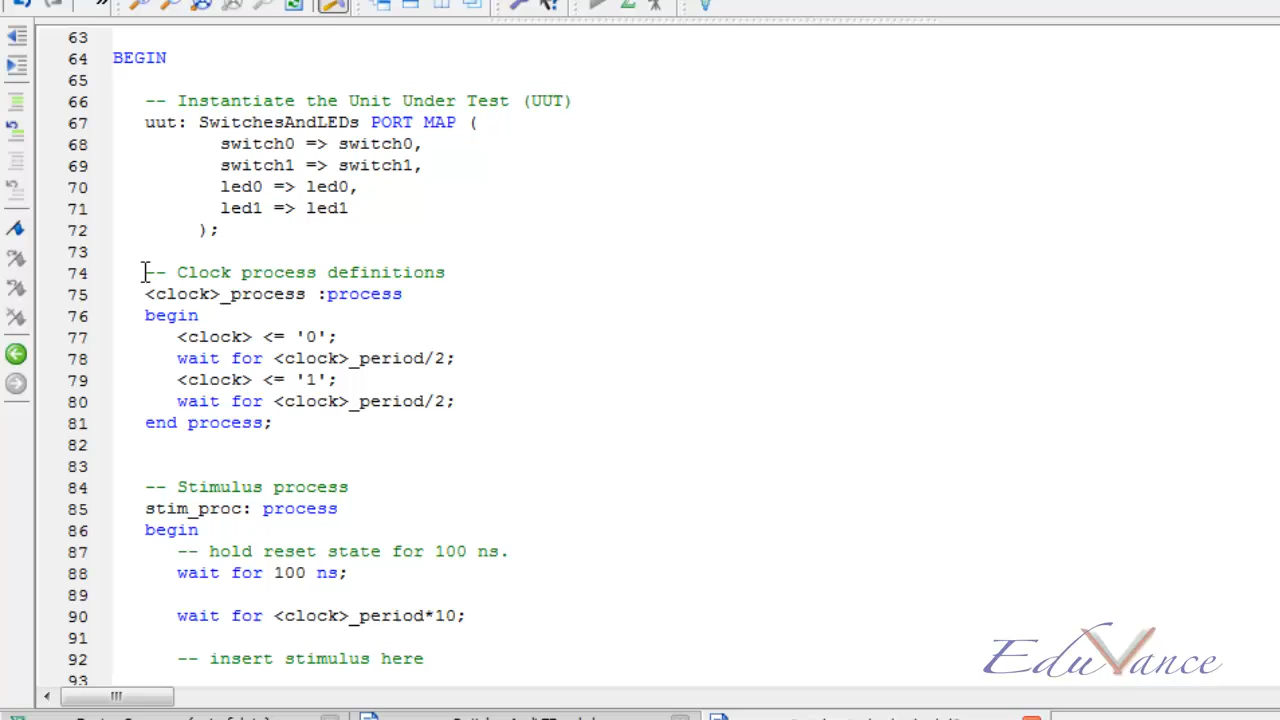 63
64 BEGIN
65
66 -- Instantiate the Unit Under Test (UUT)
67 uut: SwitchesAndLEDs PORT MAP (
68 switch0 => switch0,
69 switch1 => switch1,
70 led0 => led0,
71 led1 => led1
72 );
73
74 -- Clock process definitions
75 <clock>_process :process
76 begin
77 <clock> <= '0';
78 wait for <clock>_period/2;
79 <clock> <= '1';
80 wait for <clock>_period/2;
81 end process;
82
83
84 -- Stimulus process
85 stim_proc: process
86 begin
87 -- hold reset state for 100 ns.
88 wait for 100 ns;
89
90 wait for <clock>_period*10;
91
92 -- insert stimulus here
93
EduVance